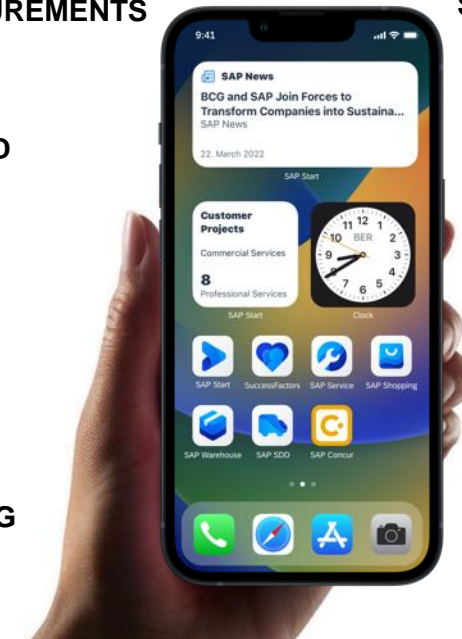 UREMENTS
S
9:41
SAP News
BCG and SAP Join Forces to
Transform Companies into Sustaina...
SAP News
22. March 2022
SAP Start
D
Customer
Projects
Commercial Services
8
Professional Services
SAP Start
12
1
2
3
4
5
6
7
8
9
10
11
BER
Clock
SAP Start SuccessFactors SAP Service SAP Shopping
SAP Warehouse SAP SDD SAP Concur
G